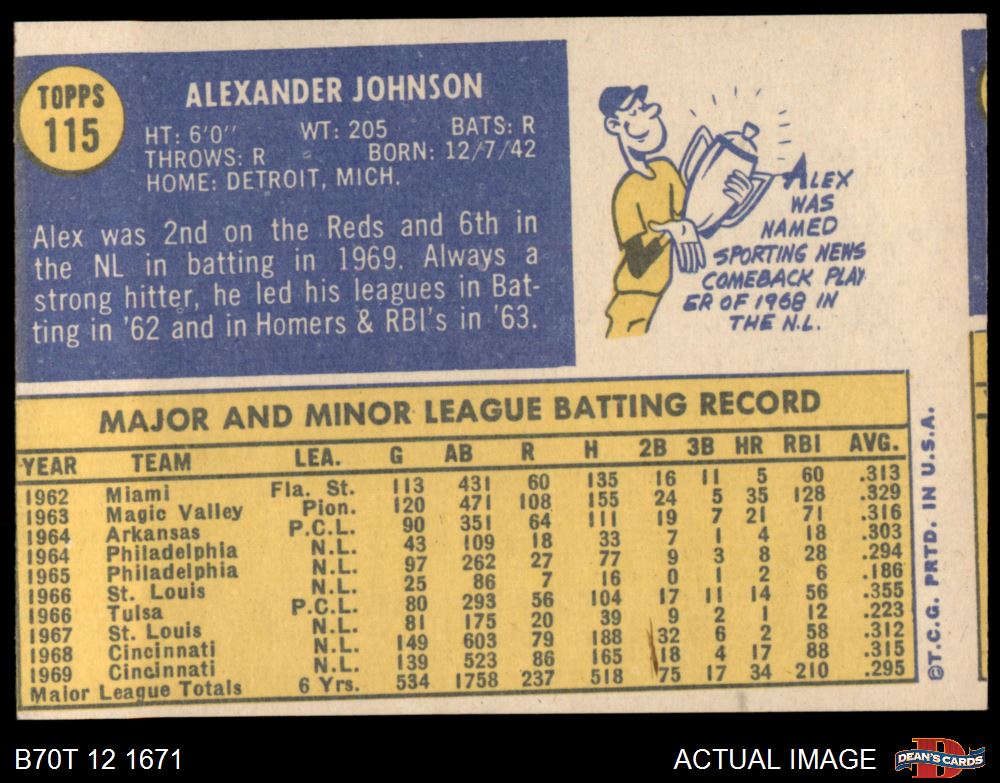 TOPPS
115
ALEXANDER JOHNSON
HT: 6'0" WT: 205 BATS: R
THROWS: R BORN: 12/7/42
HOME: DETROIT, MICH.
Alex was 2nd on the Reds and 6th in
the NL in batting in 1969. Always a
strong hitter, he led his leagues in Bat-
ting in '62 and in Homers & RBI's in '63.
ALEX
WAS
NAMED
SPORTING NEWS
COMEBACK PLAY
ER OF 1968 IN
THE N.L.
MAJOR AND MINOR LEAGUE BATTING RECORD
YEAR TEAM LEA. G AB R H 2B 3B HR RBI AVG.
1962 Miami Fla. St. 113 431 60 135 16 11 5 60 .313
1963 Magic Valley Pion. 120 471 108 155 24 5 35 128 .329
1964 Arkansas P.C.L. 90 351 64 111 19 7 21 71 .316
1964 Philadelphia N.L. 43 109 18 33 7 1 4 18 .303
1965 Philadelphia N.L. 97 262 27 77 9 3 8 28 .294
1966 St. Louis N.L. 25 86 7 16 0 1 2 6 .186
1966 Tulsa P.C.L. 80 293 56 104 17 11 14 56 .355
1967 St. Louis N.L. 81 175 20 39 9 2 1 12 .223
1968 Cincinnati N.L. 149 603 79 188 32 6 2 58 .312
1969 Cincinnati N.L. 139 523 86 165 18 4 17 88 .315
Major League Totals 6 Yrs. 534 1758 237 518 75 17 34 210 .295
©T.C.G. PRTD. IN U.S.A.
B70T 12 1671
ACTUAL IMAGE
D
DEAN'S CARDS